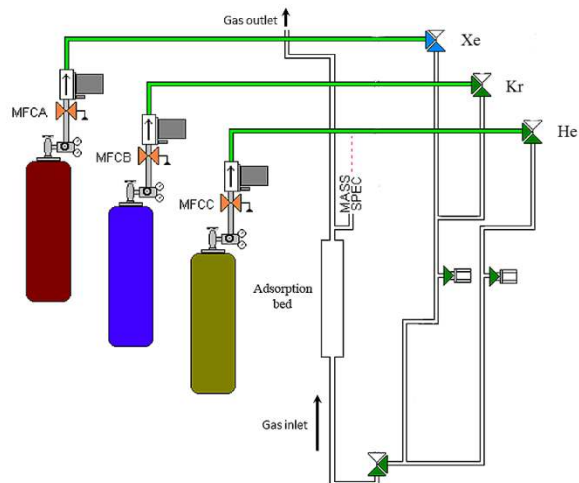 Gas outlet
Xe
Kr
He
MFCA
MFCB
MFCC
MASS
SPEC
Adsorption
bed
Gas inlet